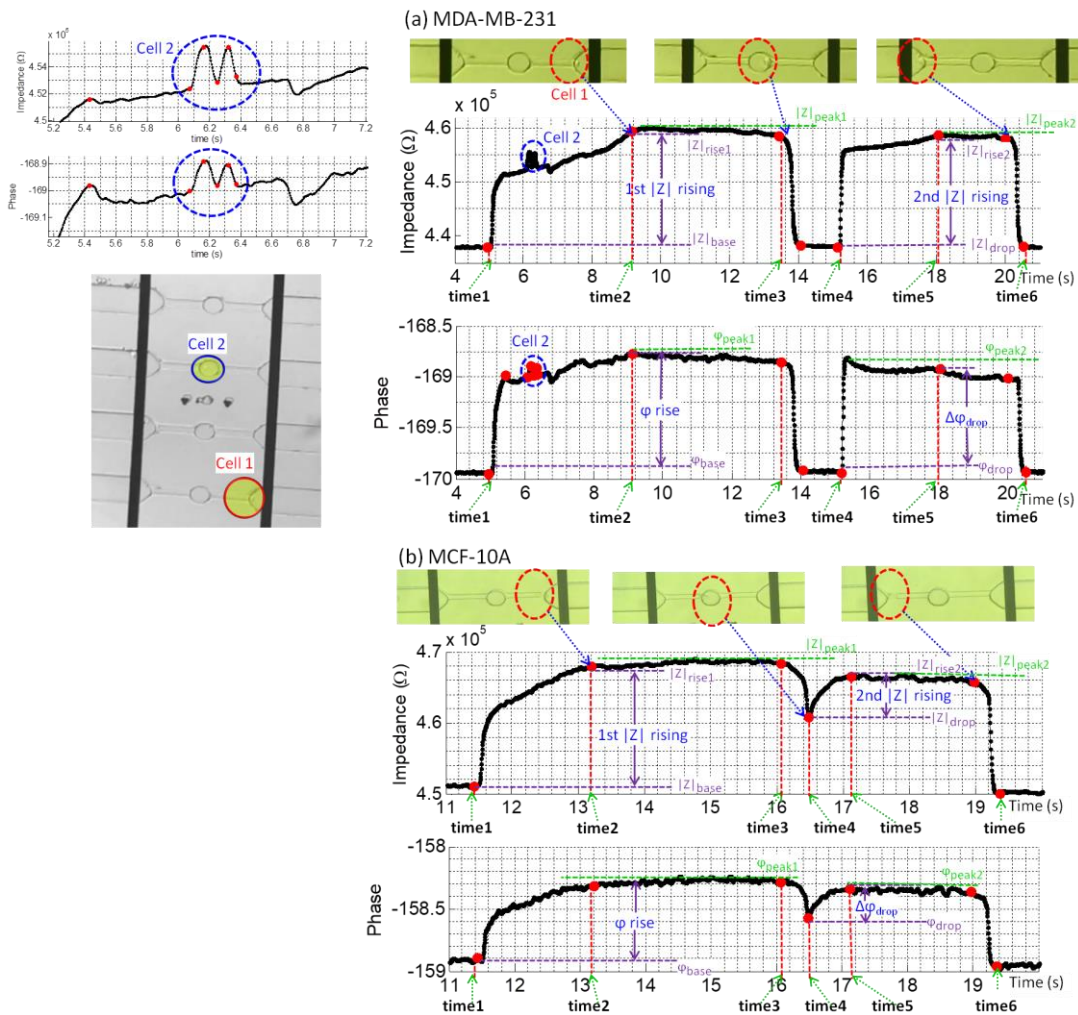 x 10⁵
Impedance (Ω)
4.54
4.52
4.5
Cell 2
5.2 5.4 5.6 5.8 6 6.2 6.4 6.6 6.8 7 7.2
time (s)
Phase
-168.9
-169
-169.1
5.2 5.4 5.6 5.8 6 6.2 6.4 6.6 6.8 7 7.2
time (s)
Cell 2
Cell 1
(a) MDA-MB-231
Cell 1
x 10⁵
Impedance (Ω)
4.6
4.5
4.4
Cell 2
|Z|peak1
|Z|rise1
1st |Z| rising
|Z|base
|Z|peak2
|Z|rise2
2nd |Z| rising
|Z|drop
4 6 8 10 12 14 16 18 20 Time (s)
time1 time2 time3 time4 time5 time6
Phase
-168.5
-169
-169.5
-170
Cell 2
φpeak1
φ rise
φbase
φpeak2
Δφdrop
φdrop
4 6 8 10 12 14 16 18 20 Time (s)
time1 time2 time3 time4 time5 time6
(b) MCF-10A
x 10⁵
Impedance (Ω)
4.7
4.6
4.5
|Z|peak1
|Z|rise1
1st |Z| rising
|Z|base
|Z|rise2
|Z|peak2
2nd |Z| rising
|Z|drop
11 12 13 14 15 16 17 18 19 Time (s)
time1 time2 time3 time4 time5 time6
Phase
-158
-158.5
-159
φpeak1
φ rise
φbase
φpeak2
Δφdrop
φdrop
11 12 13 14 15 16 17 18 19 Time (s)
time1 time2 time3 time4 time5 time6